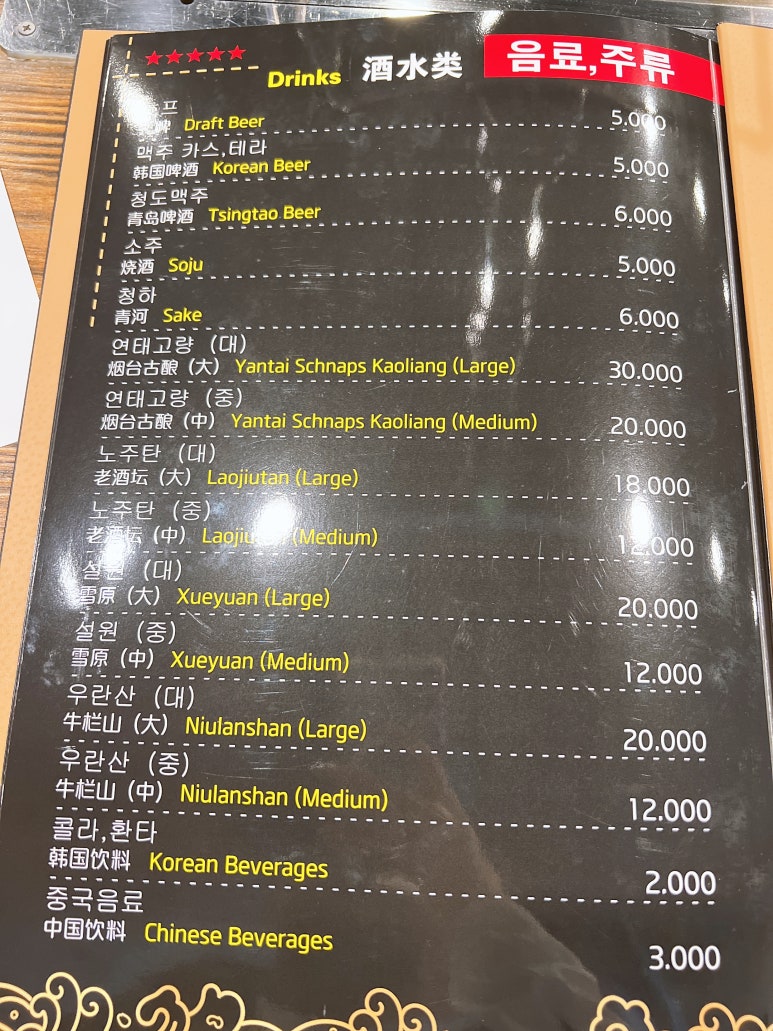 Drinks 酒水类 음료,주류
프
Draft Beer 5.000
맥주 카스,테라
韩国啤酒 Korean Beer 5.000
청도맥주
青岛啤酒 Tsingtao Beer 6.000
소주
烧酒 Soju 5.000
청하
青河 Sake 6.000
연태고량 (대)
烟台古酿 (大) Yantai Schnaps Kaoliang (Large) 30.000
연태고량 (중)
烟台古酿 (中) Yantai Schnaps Kaoliang (Medium) 20.000
노주탄 (대)
老酒坛 (大) Laojiutan (Large) 18.000
노주탄 (중)
老酒坛 (中) (Medium) 12.000
설원 (대)
雪原 (大) Xueyuan (Large) 20.000
설원 (중)
雪原 (中) Xueyuan (Medium) 12.000
우란산 (대)
牛栏山 (大) Niulanshan (Large) 20.000
우란산 (중)
牛栏山 (中) Niulanshan (Medium) 12.000
콜라,환타
韩国饮料 Korean Beverages 2.000
중국음료
中国饮料 Chinese Beverages 3.000